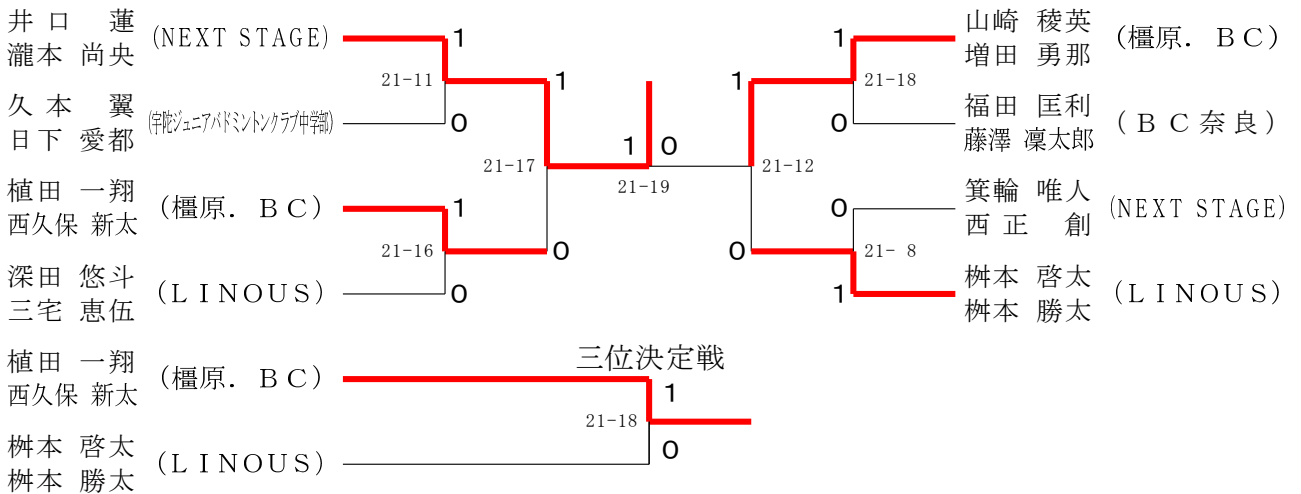 井 口　蓮
瀧本 尚央
(NEXT STAGE)
1
21-11
久 本　翼
日下 愛都
(宇陀ジュニアバドミントンクラブ中学部)
0
1
21-17
植田 一翔
西久保 新太
(橿原．ＢＣ)
1
21-16
0
深田 悠斗
三宅 恵伍
(ＬＩＮＯＵＳ)
0
1
0
21-19
山崎 稜英
増田 勇那
(橿原．ＢＣ)
1
21-18
福田 匡利
藤澤 凜太郎
(ＢＣ奈良)
0
1
21-12
箕輪 唯人
西 正　創
(NEXT STAGE)
0
21- 8
0
桝本 啓太
桝本 勝太
(ＬＩＮＯＵＳ)
1
三位決定戦
植田 一翔
西久保 新太
(橿原．ＢＣ)
1
21-18
桝本 啓太
桝本 勝太
(ＬＩＮＯＵＳ)
0